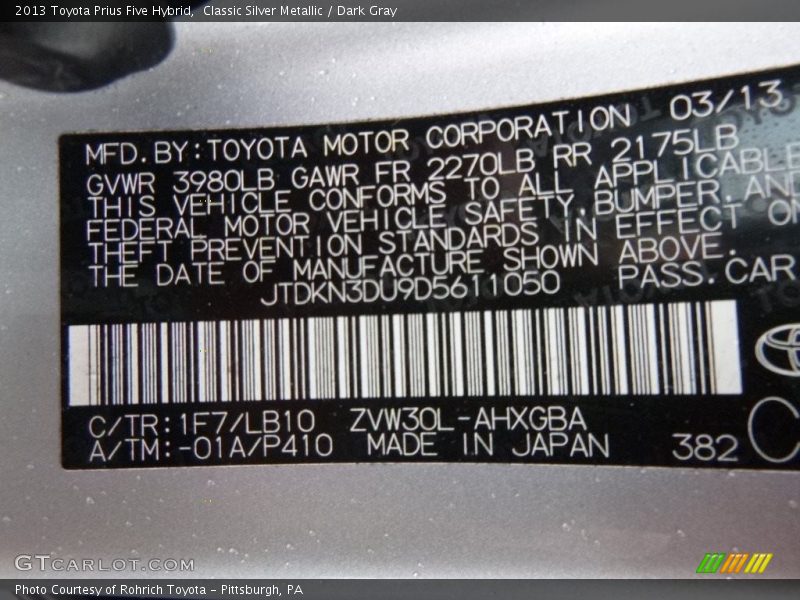 2013 Toyota Prius Five Hybrid,  Classic Silver Metallic / Dark Gray
MFD. BY: TOYOTA MOTOR CORPORATION 03/13
GVWR 3980LB GAWR FR 2270LB RR 2175LB
THIS VEHICLE CONFORMS TO ALL APPLICABLE
FEDERAL MOTOR VEHICLE SAFETY, BUMPER, AND
THEFT PREVENTION STANDARDS IN EFFECT ON
THE DATE OF MANUFACTURE SHOWN ABOVE.
JTDKN3DU9D5611050 PASS. CAR
C/TR: 1F7/LB10 ZVW30L-AHXGBA
A/TM: -01A/P410 MADE IN JAPAN 382
GTCARLOT.COM
Photo Courtesy of Rohrich Toyota - Pittsburgh, PA